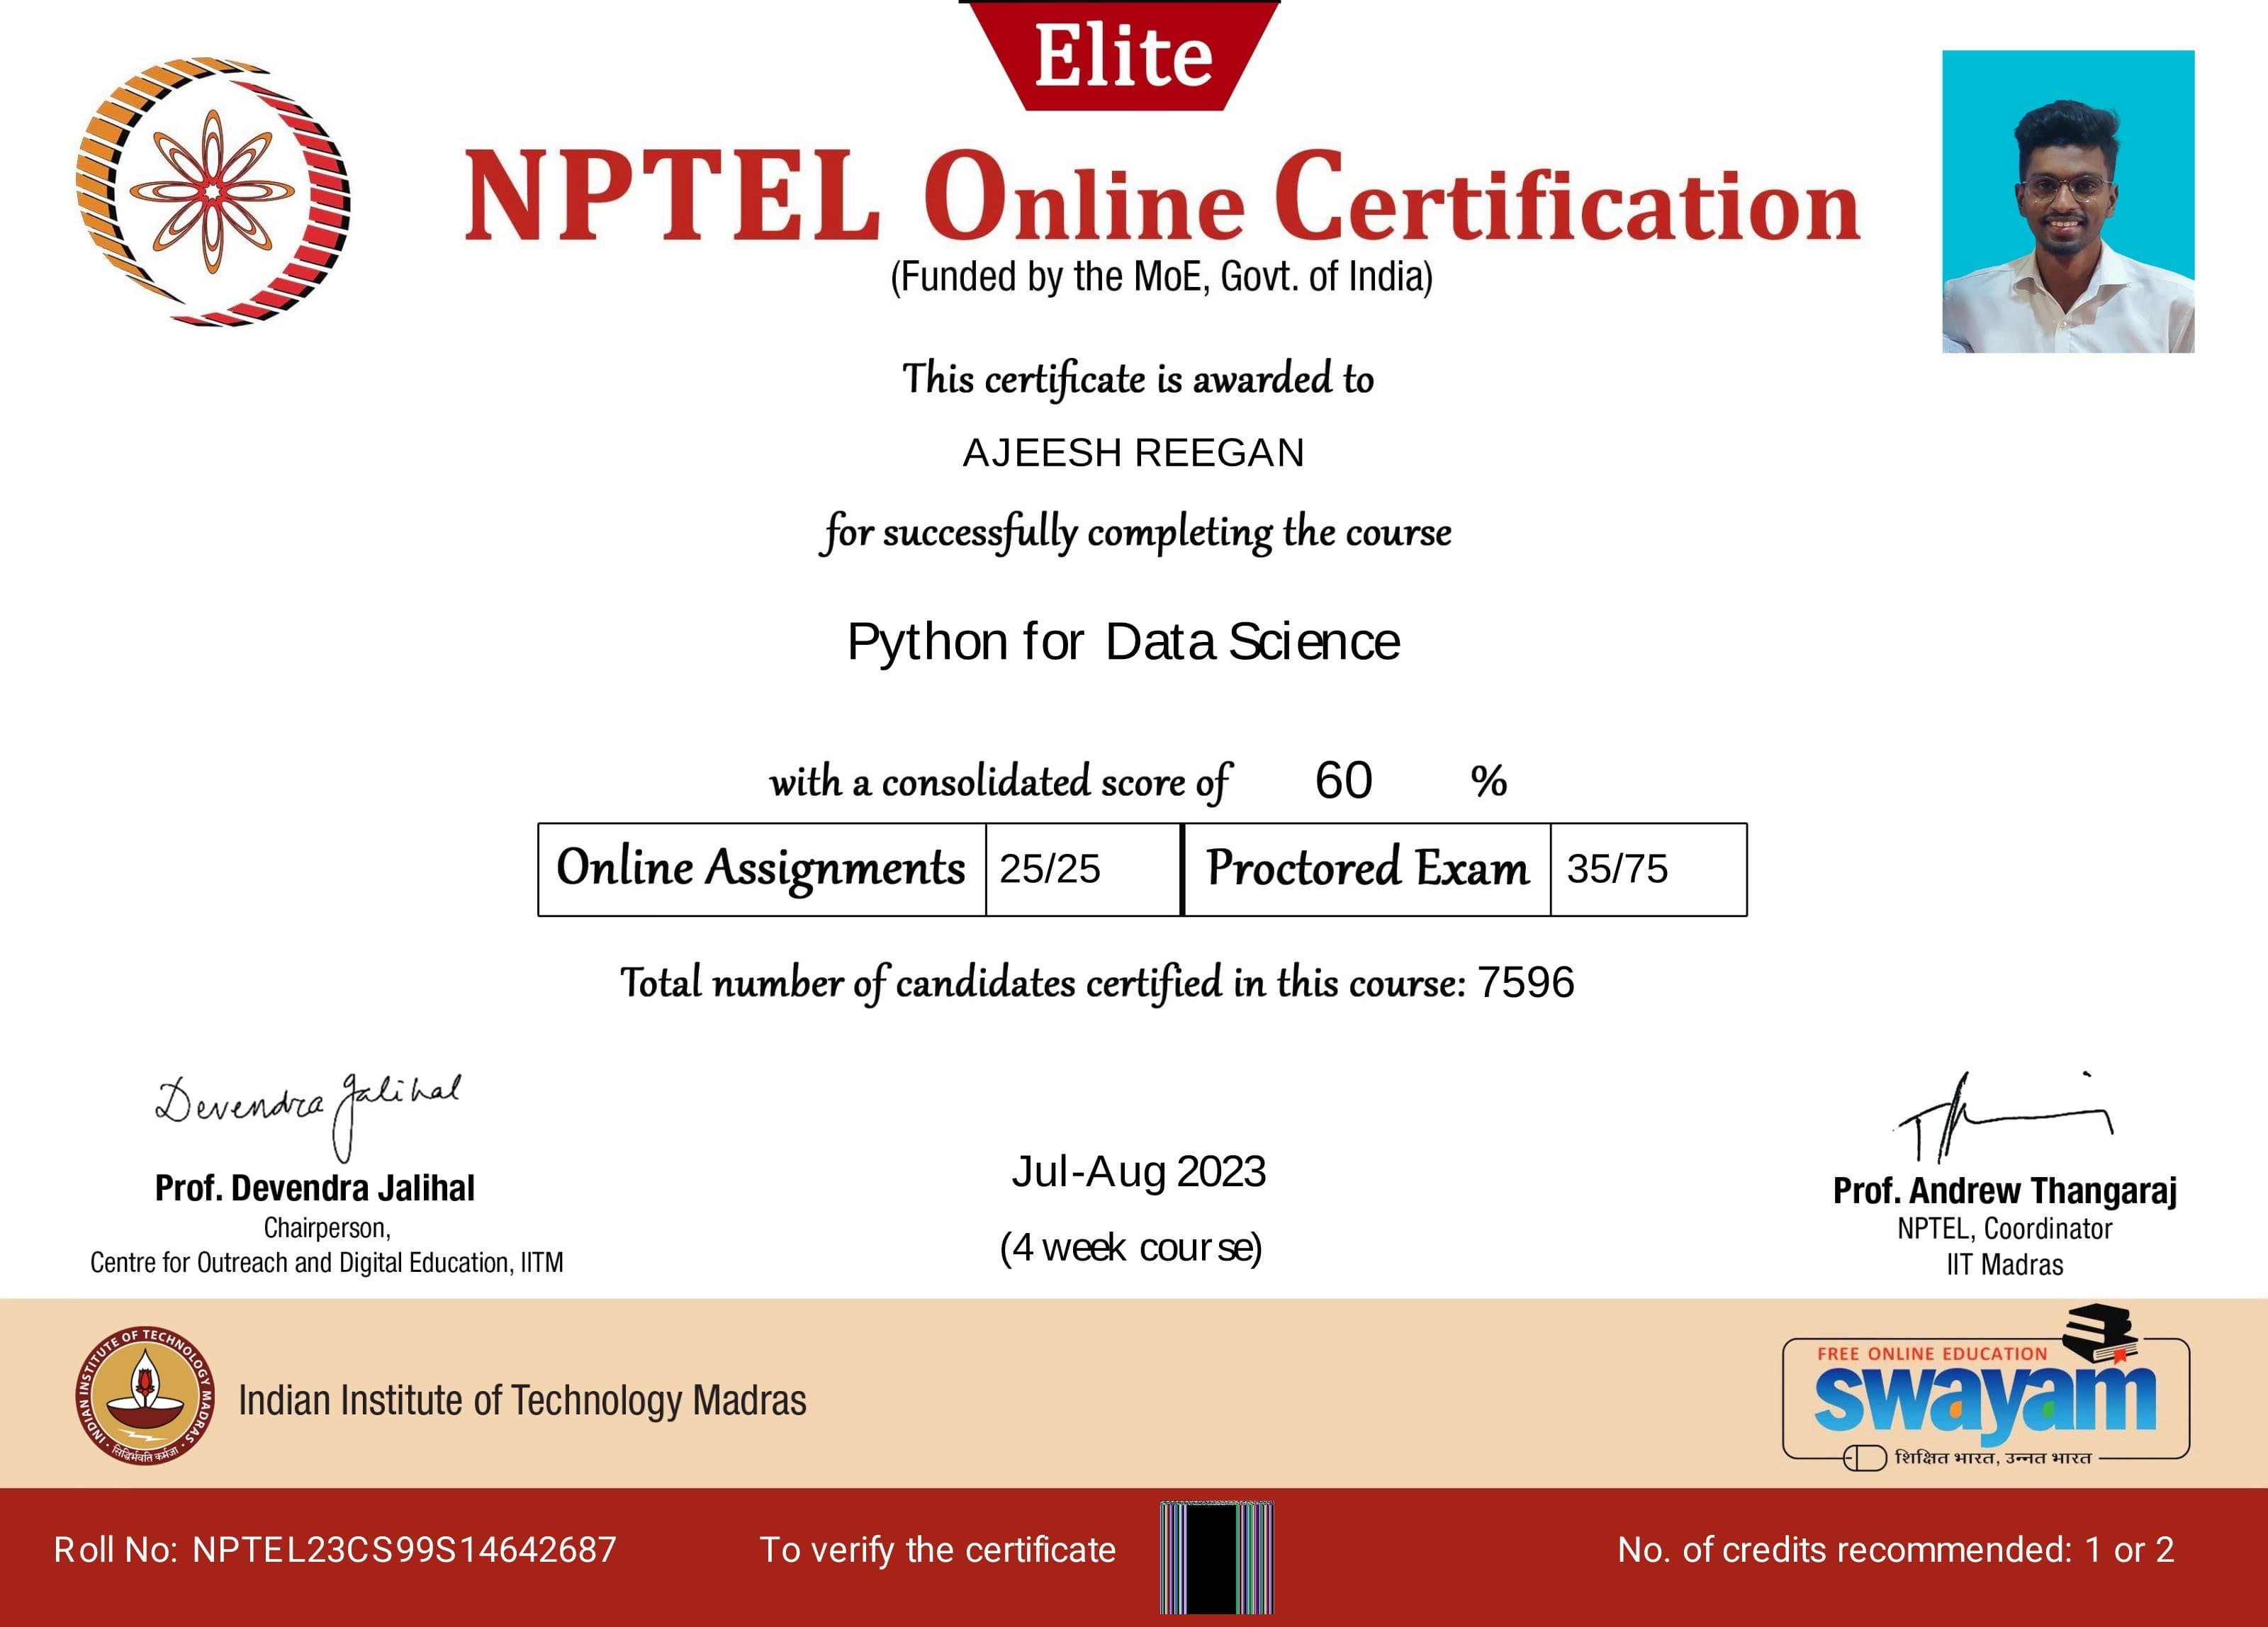 Elite
NPTEL Online Certification
(Funded by the MoE, Govt. of India)
This certificate is awarded to
AJEESH REEGAN
for successfully completing the course
Python for Data Science
with a consolidated score of 60 %
Online Assignments 25/25 Proctored Exam 35/75
Total number of candidates certified in this course: 7596
Devendra Jalihal
Prof. Devendra Jalihal
Chairperson,
Centre for Outreach and Digital Education, IITM
Jul-Aug 2023
(4 week course)
Prof. Andrew Thangaraj
NPTEL, Coordinator
IIT Madras
INDIAN INSTITUTE OF TECHNOLOGY MADRAS
सिद्धिर्भवति कर्मजा
Indian Institute of Technology Madras
FREE ONLINE EDUCATION
swayam
शिक्षित भारत, उन्नत भारत
Roll No: NPTEL23CS99S14642687
To verify the certificate
No. of credits recommended: 1 or 2